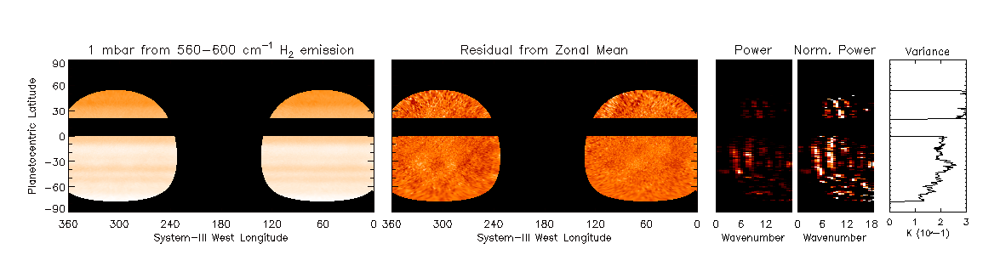 1 mbar from 560−600 cm⁻¹ H₂ emission
Residual from Zonal Mean
Power
Norm. Power
Variance
Planetocentric Latitude
90
60
30
0
−30
−60
−90
360 300 240 180 120 60 0
360 300 240 180 120 60 0
0 6 12
0 6 12 18
0 1 2 3
System−III West Longitude
System−III West Longitude
Wavenumber
Wavenumber
K (10^−1)